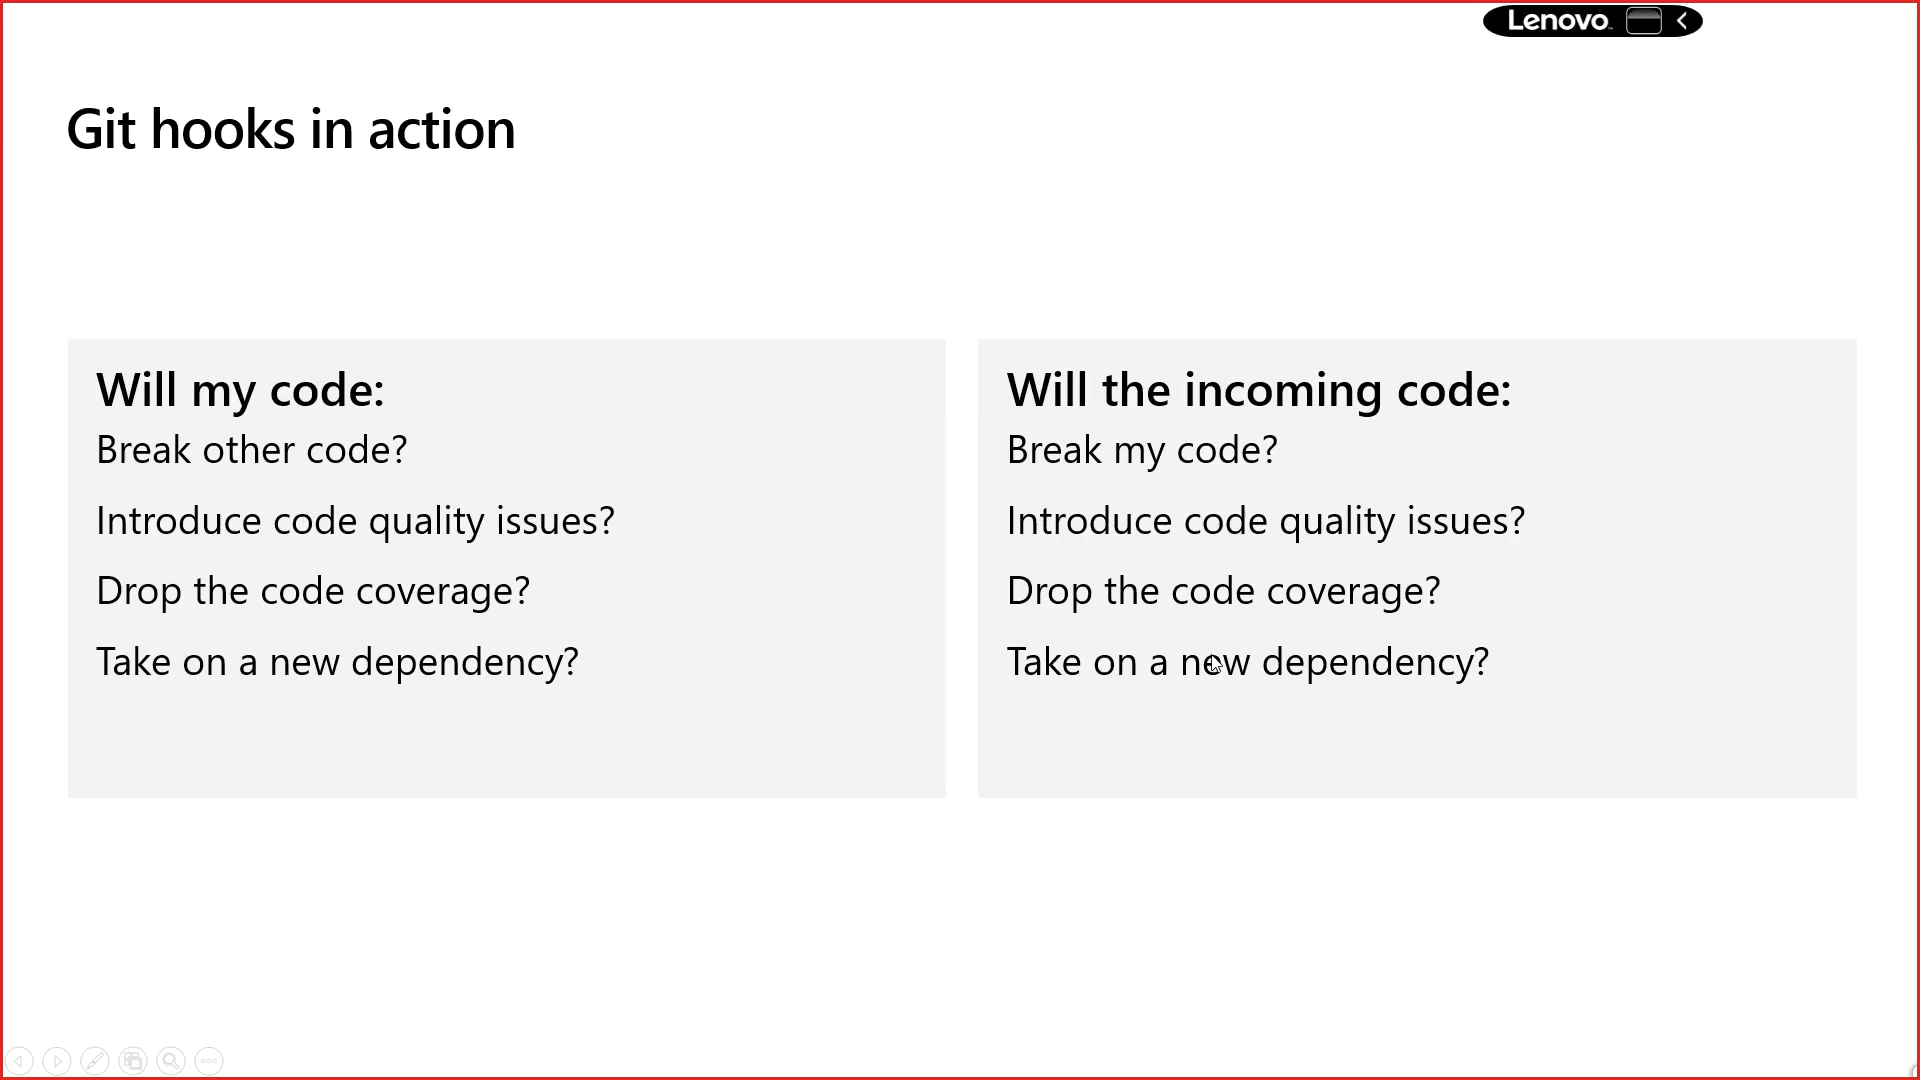 Lenovo
Git hooks in action
Will my code:
Break other code?
Introduce code quality issues?
Drop the code coverage?
Take on a new dependency?
Will the incoming code:
Break my code?
Introduce code quality issues?
Drop the code coverage?
Take on a new dependency?